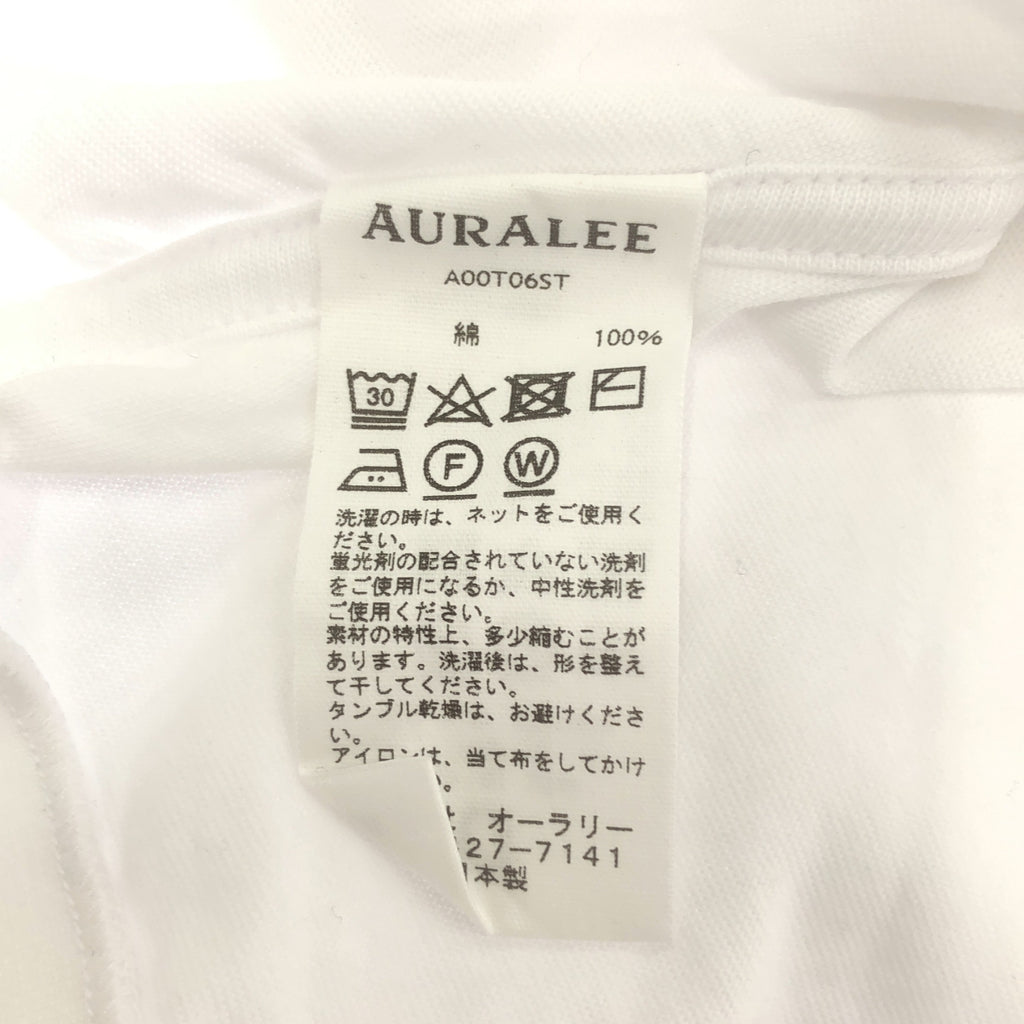 AURALEE
A00T06ST
綿 100%
30
F W
洗濯の時は、ネットをご使用く
ださい。
蛍光剤の配合されていない洗剤
をご使用になるか、中性洗剤を
ご使用ください。
素材の特性上、多少縮むことが
あります。洗濯後は、形を整え
て干してください。
タンブル乾燥は、お避けくださ
い。
アイロンは、当て布をしてかけ
。
オーラリー
27-7141
本製